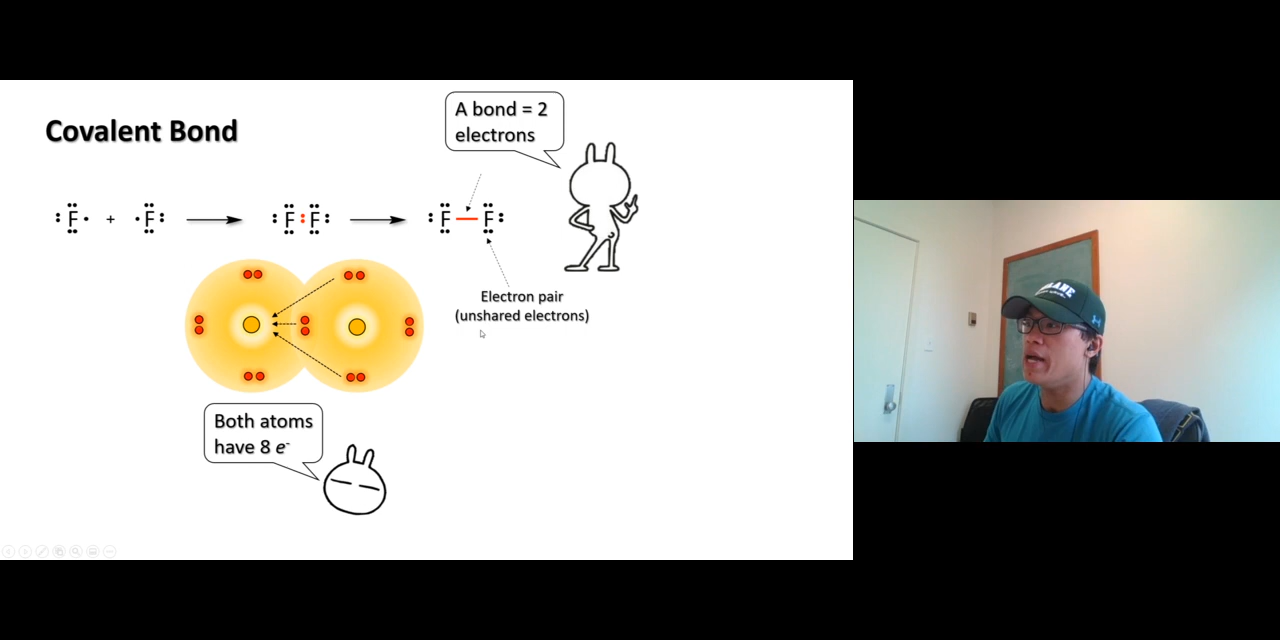 Covalent Bond
A bond = 2
electrons
:F· + ·F: :F:F: :F—F:
Electron pair
(unshared electrons)
Both atoms
have 8 e⁻